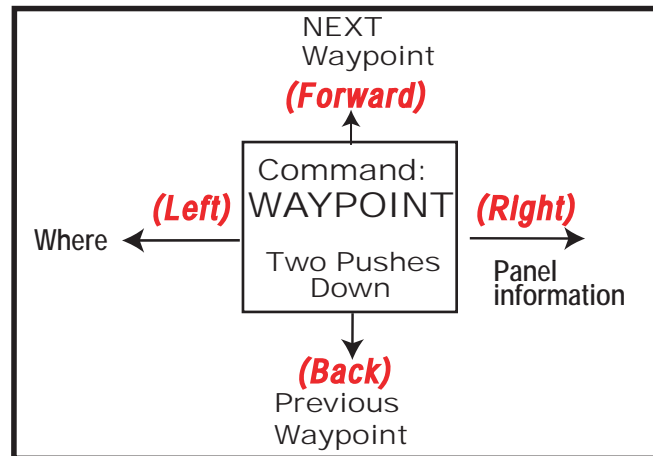 NEXT
Waypoint
(Forward)
Command:
(Left) WAYPOINT (RIght)
Where
Two Pushes
Down
Panel
information
(Back)
Previous
Waypoint